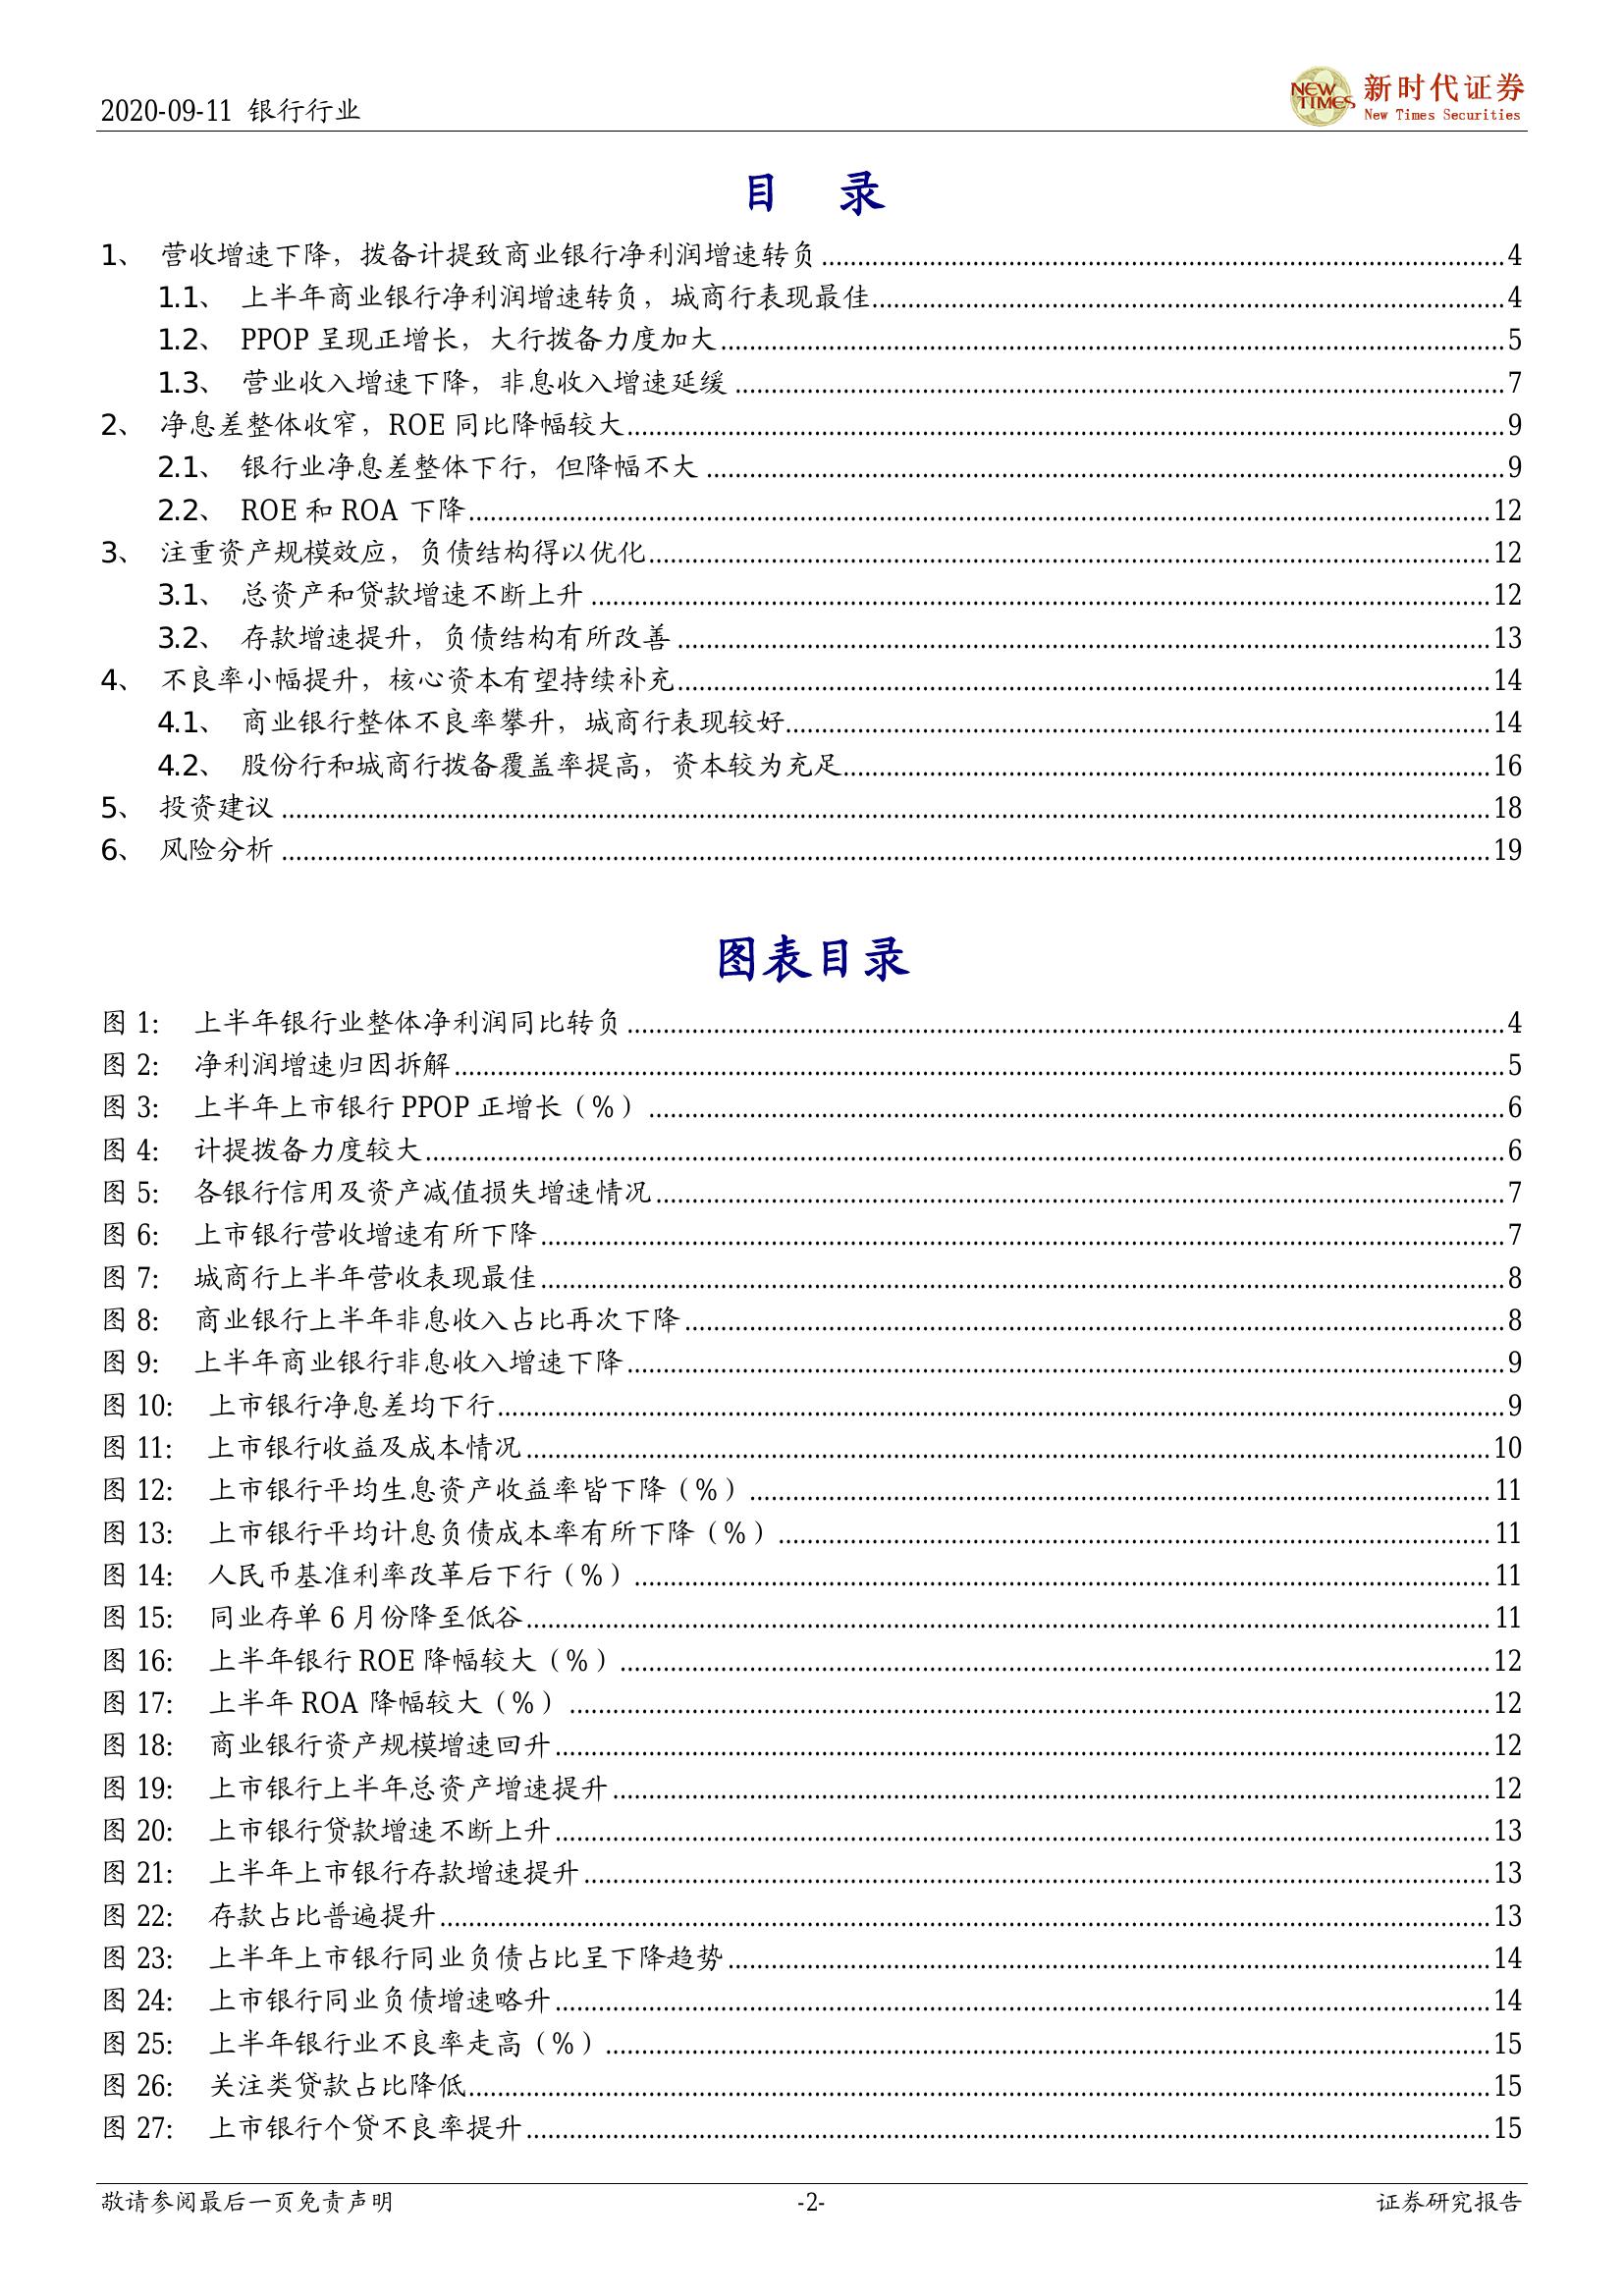 2020-09-11 银行行业
NEW TIMES 新时代证券
New Times Securities
目 录
1、 营收增速下降，拨备计提致商业银行净利润增速转负 4
1.1、 上半年商业银行净利润增速转负，城商行表现最佳 4
1.2、 PPOP 呈现正增长，大行拨备力度加大 5
1.3、 营业收入增速下降，非息收入增速延缓 7
2、 净息差整体收窄，ROE 同比降幅较大 9
2.1、 银行业净息差整体下行，但降幅不大 9
2.2、 ROE 和 ROA 下降 12
3、 注重资产规模效应，负债结构得以优化 12
3.1、 总资产和贷款增速不断上升 12
3.2、 存款增速提升，负债结构有所改善 13
4、 不良率小幅提升，核心资本有望持续补充 14
4.1、 商业银行整体不良率攀升，城商行表现较好 14
4.2、 股份行和城商行拨备覆盖率提高，资本较为充足 16
5、 投资建议 18
6、 风险分析 19
图表目录
图 1: 上半年银行业整体净利润同比转负 4
图 2: 净利润增速归因拆解 5
图 3: 上半年上市银行 PPOP 正增长（%） 6
图 4: 计提拨备力度较大 6
图 5: 各银行信用及资产减值损失增速情况 7
图 6: 上市银行营收增速有所下降 7
图 7: 城商行上半年营收表现最佳 8
图 8: 商业银行上半年非息收入占比再次下降 8
图 9: 上半年商业银行非息收入增速下降 9
图 10: 上市银行净息差均下行 9
图 11: 上市银行收益及成本情况 10
图 12: 上市银行平均生息资产收益率皆下降（%） 11
图 13: 上市银行平均计息负债成本率有所下降（%） 11
图 14: 人民币基准利率改革后下行（%） 11
图 15: 同业存单 6 月份降至低谷 11
图 16: 上半年银行 ROE 降幅较大（%） 12
图 17: 上半年 ROA 降幅较大（%） 12
图 18: 商业银行资产规模增速回升 12
图 19: 上市银行上半年总资产增速提升 12
图 20: 上市银行贷款增速不断上升 13
图 21: 上半年上市银行存款增速提升 13
图 22: 存款占比普遍提升 13
图 23: 上半年上市银行同业负债占比呈下降趋势 14
图 24: 上市银行同业负债增速略升 14
图 25: 上半年银行业不良率走高（%） 15
图 26: 关注类贷款占比降低 15
图 27: 上市银行个贷不良率提升 15
敬请参阅最后一页免责声明 -2- 证券研究报告